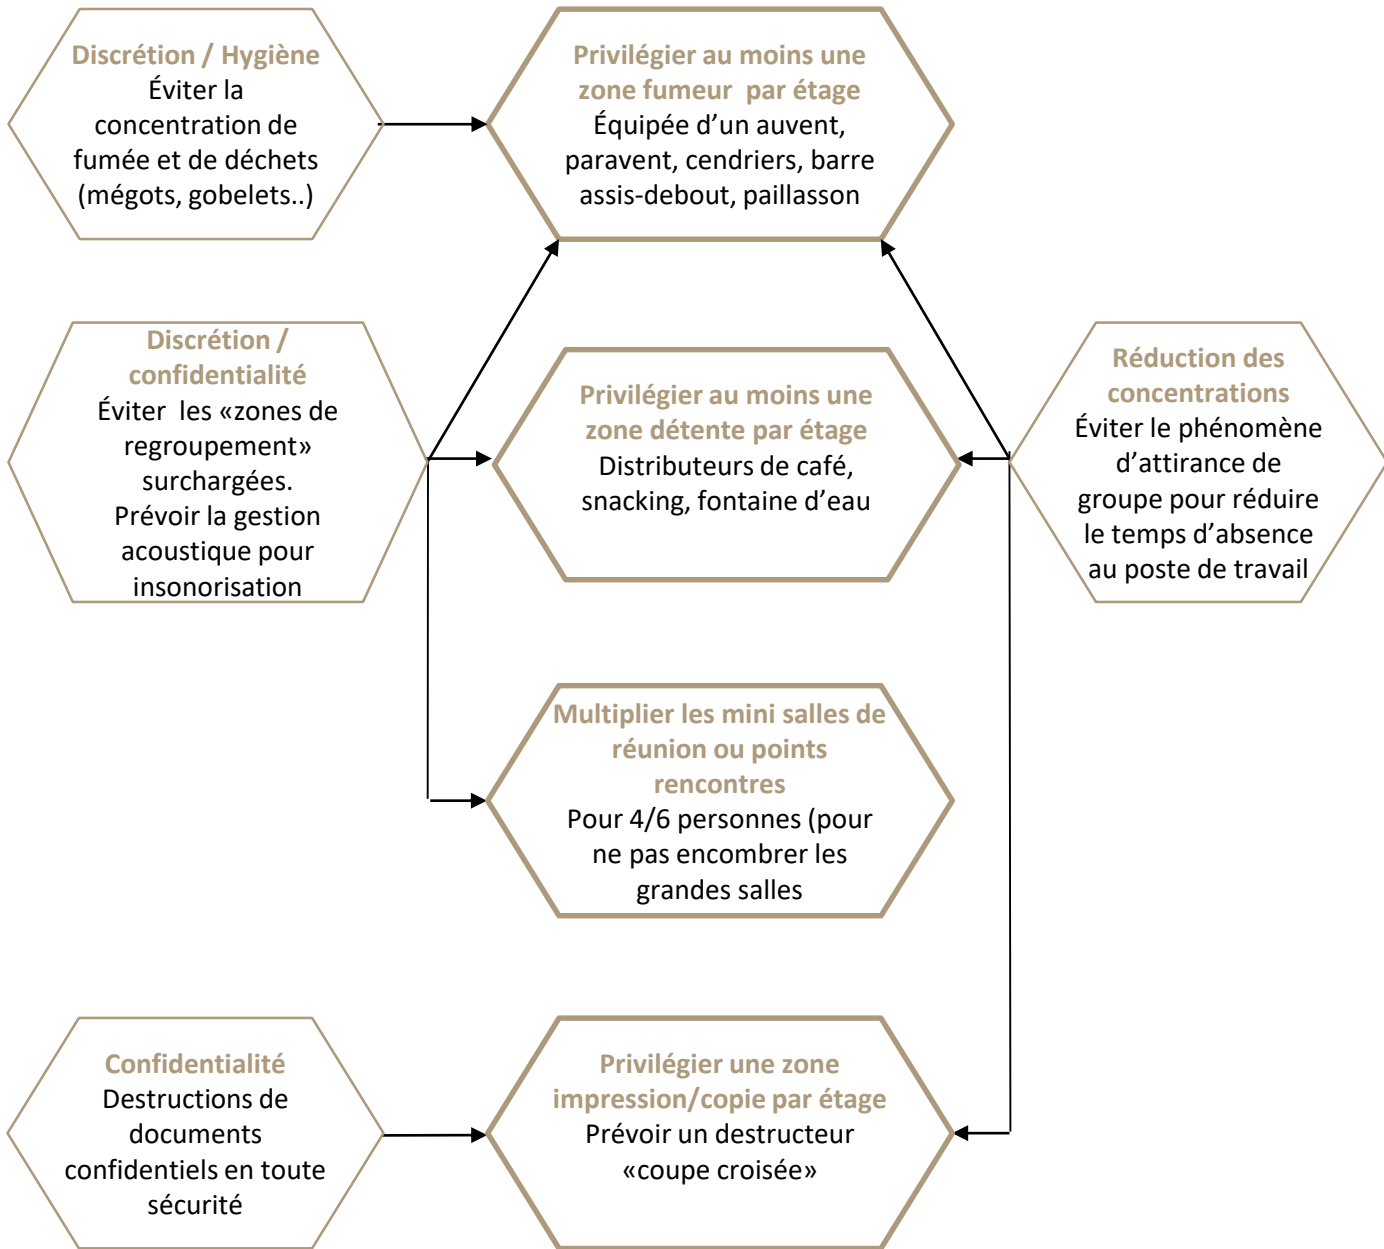 Discrétion / Hygiène
Éviter la
concentration de
fumée et de déchets
(mégots, gobelets..)
Privilégier au moins une
zone fumeur  par étage
Équipée d’un auvent,
paravent, cendriers, barre
assis-debout, paillasson
Discrétion /
confidentialité
Éviter  les «zones de
regroupement»
surchargées.
Prévoir la gestion
acoustique pour
insonorisation
Privilégier au moins une
zone détente par étage
Distributeurs de café,
snacking, fontaine d’eau
Réduction des
concentrations
Éviter le phénomène
d’attirance de
groupe pour réduire
le temps d’absence
au poste de travail
Multiplier les mini salles de
réunion ou points
rencontres
Pour 4/6 personnes (pour
ne pas encombrer les
grandes salles
Confidentialité
Destructions de
documents
confidentiels en toute
sécurité
Privilégier une zone
impression/copie par étage
Prévoir un destructeur
«coupe croisée»